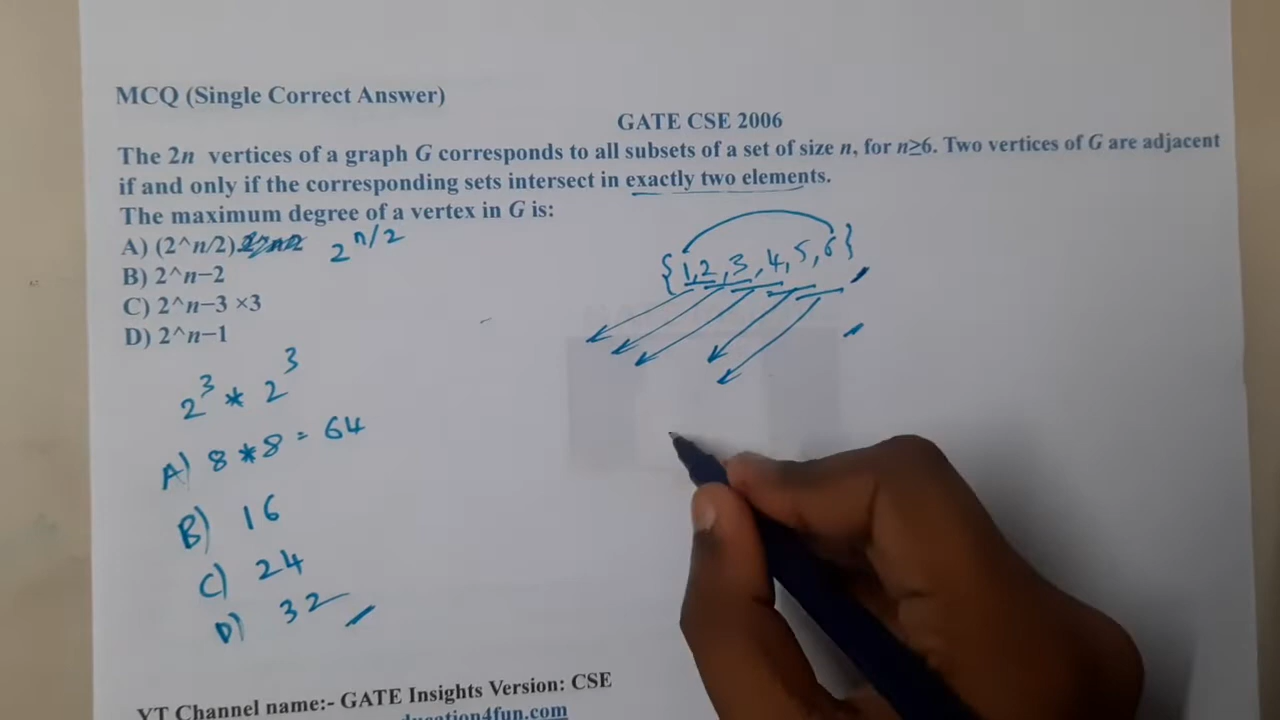 MCQ (Single Correct Answer)
GATE CSE 2006
The 2n vertices of a graph G corresponds to all subsets of a set of size n, for n≥6. Two vertices of G are adjacent
if and only if the corresponding sets intersect in exactly two elements.
The maximum degree of a vertex in G is:
A) (2^n/2) 2^n/2
B) 2^n−2
C) 2^n−3 ×3
D) 2^n−1
{1,2,3,4,5,6}
2^3 * 2^3
A) 8*8 = 64
B) 16
C) 24
D) 32
YT Channel name:- GATE Insights Version: CSE
ucation4fun.com